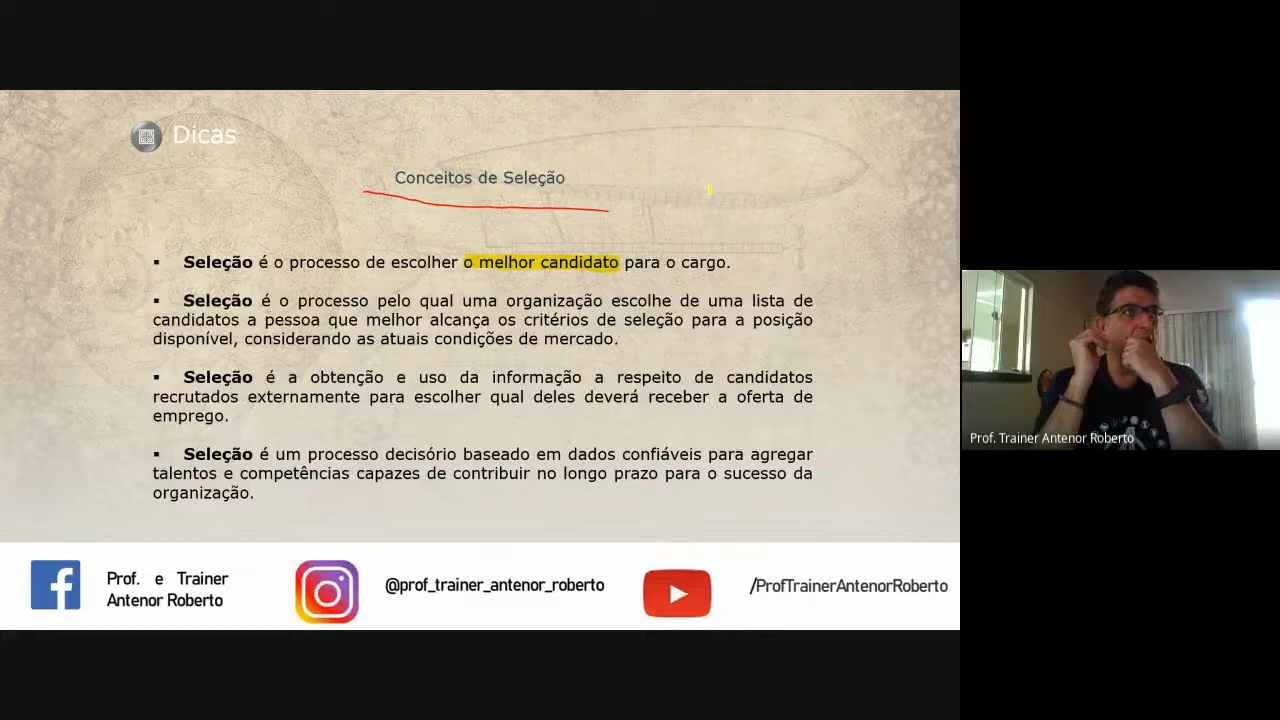 Dicas
Conceitos de Seleção
▪ Seleção é o processo de escolher o melhor candidato para o cargo.
▪ Seleção é o processo pelo qual uma organização escolhe de uma lista de
candidatos a pessoa que melhor alcança os critérios de seleção para a posição
disponível, considerando as atuais condições de mercado.
▪ Seleção é a obtenção e uso da informação a respeito de candidatos
recrutados externamente para escolher qual deles deverá receber a oferta de
emprego.
▪ Seleção é um processo decisório baseado em dados confiáveis para agregar
talentos e competências capazes de contribuir no longo prazo para o sucesso da
organização.
Prof. e Trainer
Antenor Roberto
@prof_trainer_antenor_roberto
/ProfTrainerAntenorRoberto
Prof. Trainer Antenor Roberto